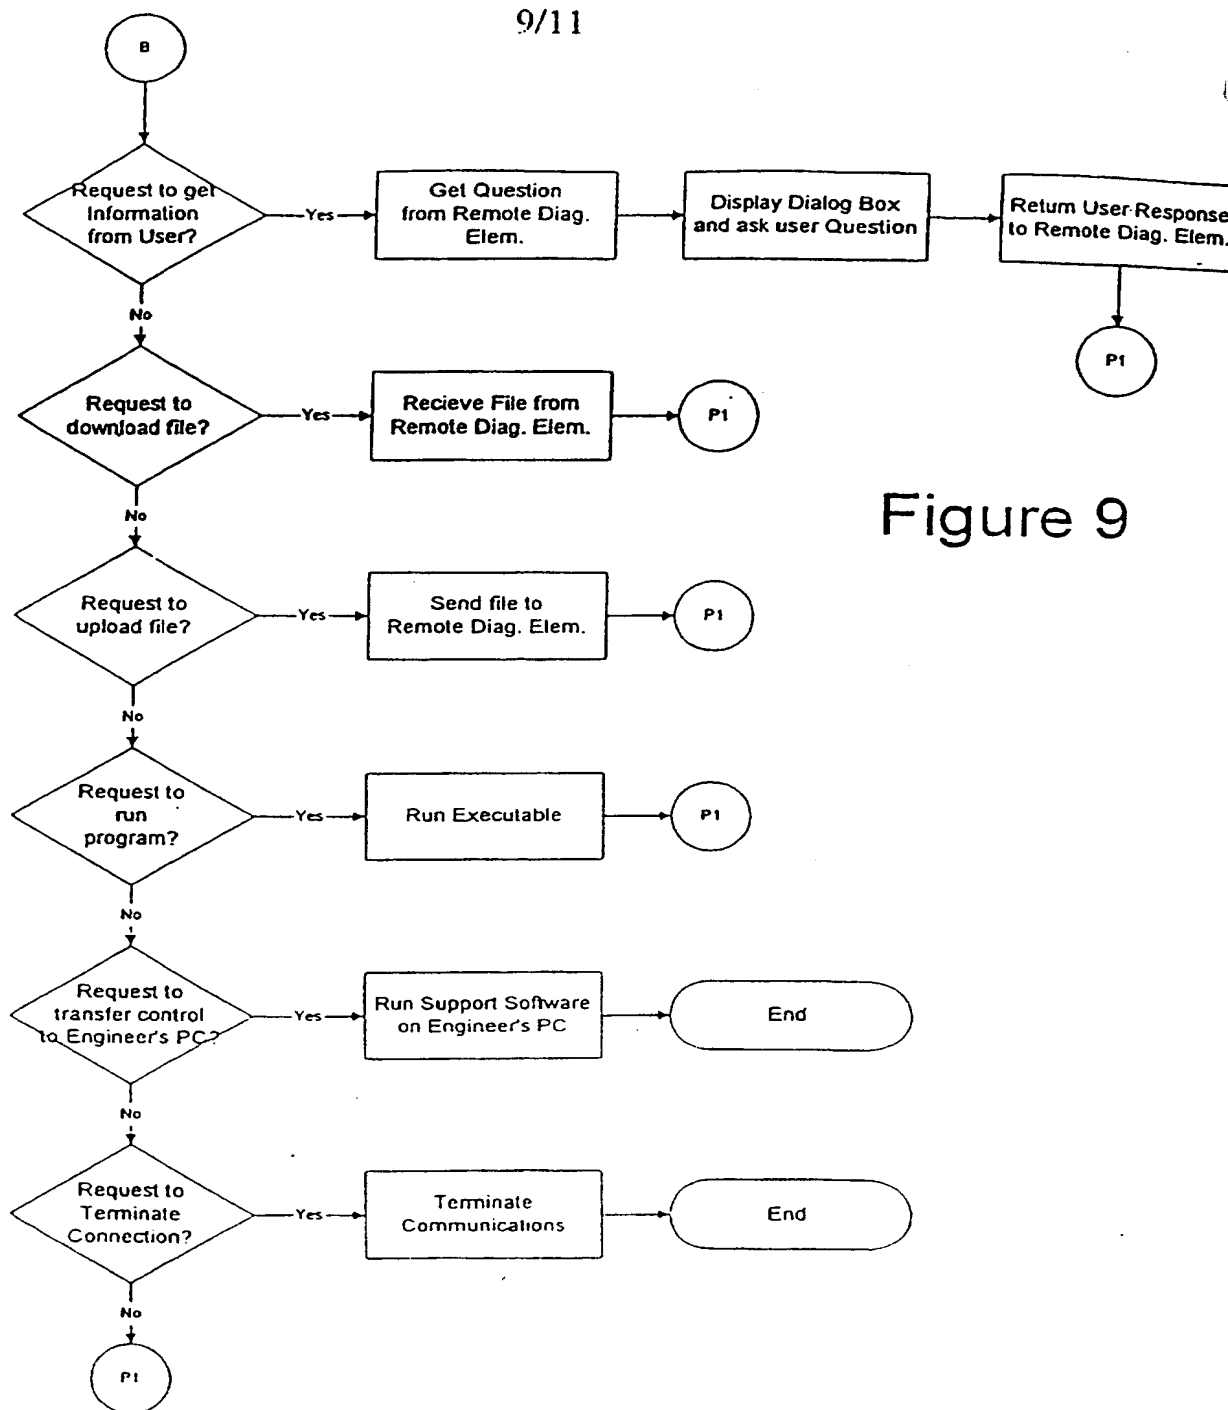 9/11
B
Request to get
Information
from User?
Yes
Get Question
from Remote Diag.
Elem.
Display Dialog Box
and ask user Question
Return User Response
to Remote Diag. Elem.
P1
No
Request to
download file?
Yes
Recieve File from
Remote Diag. Elem.
P1
Figure 9
No
Request to
upload file?
Yes
Send file to
Remote Diag. Elem.
P1
No
Request to
run
program?
Yes
Run Executable
P1
No
Request to
transfer control
to Engineer's PC?
Yes
Run Support Software
on Engineer's PC
End
No
Request to
Terminate
Connection?
Yes
Terminate
Communications
End
No
P1